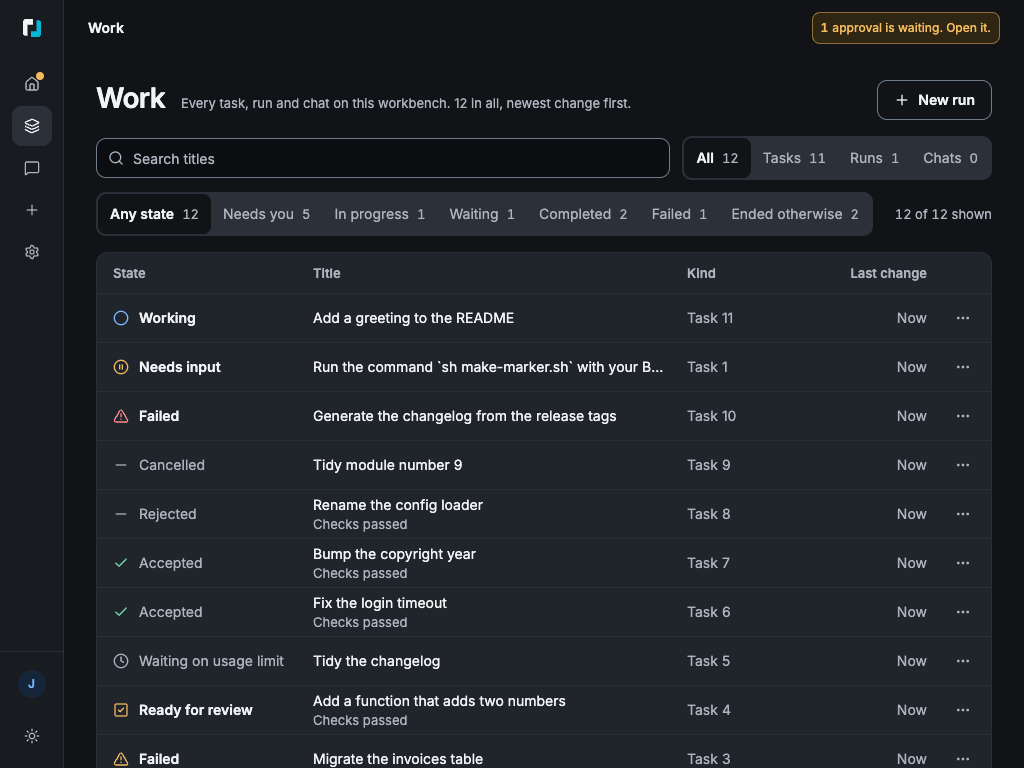 Work
1 approval is waiting. Open it.
Work Every task, run and chat on this workbench. 12 in all, newest change first.
+ New run
Search titles
All 12 Tasks 11 Runs 1 Chats 0
Any state 12 Needs you 5 In progress 1 Waiting 1 Completed 2 Failed 1 Ended otherwise 2
12 of 12 shown
State Title Kind Last change
Working Add a greeting to the README Task 11 Now
Needs input Run the command `sh make-marker.sh` with your B... Task 1 Now
Failed Generate the changelog from the release tags Task 10 Now
Cancelled Tidy module number 9 Task 9 Now
Rejected Rename the config loader Task 8 Now
Checks passed
Accepted Bump the copyright year Task 7 Now
Checks passed
Accepted Fix the login timeout Task 6 Now
Checks passed
Waiting on usage limit Tidy the changelog Task 5 Now
Ready for review Add a function that adds two numbers Task 4 Now
Checks passed
Failed Migrate the invoices table Task 3 Now
J